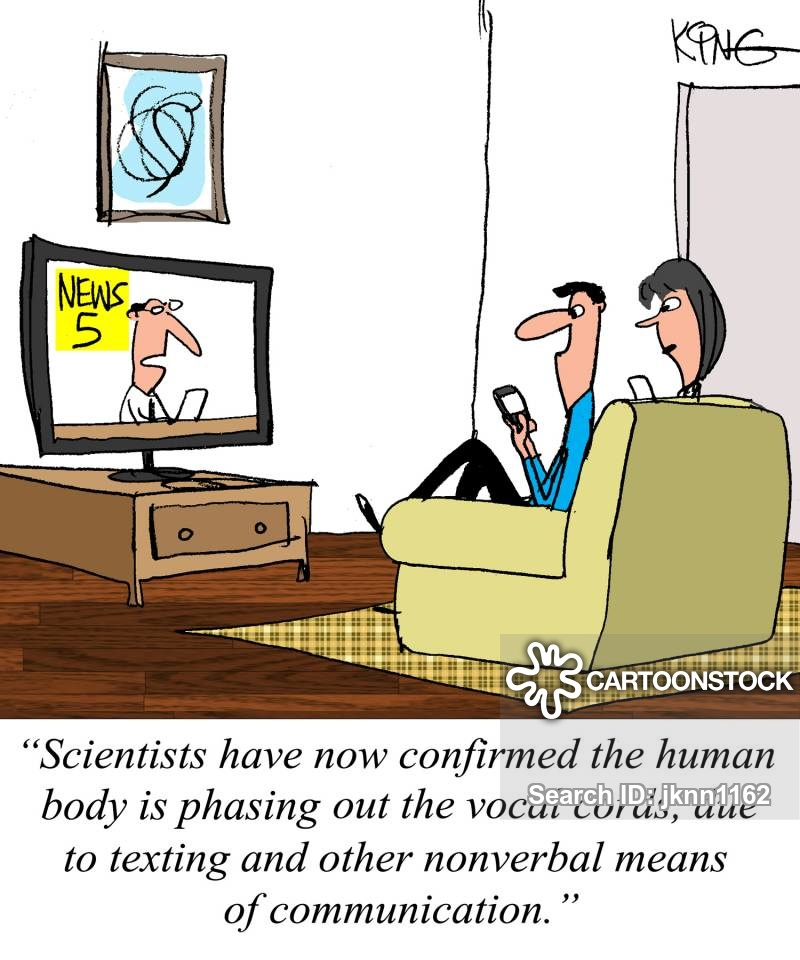 KING
NEWS
5
CARTOONSTOCK
Search ID: jknn1162
“Scientists have now confirmed the human
body is phasing out the vocal cords, due
to texting and other nonverbal means
of communication.”